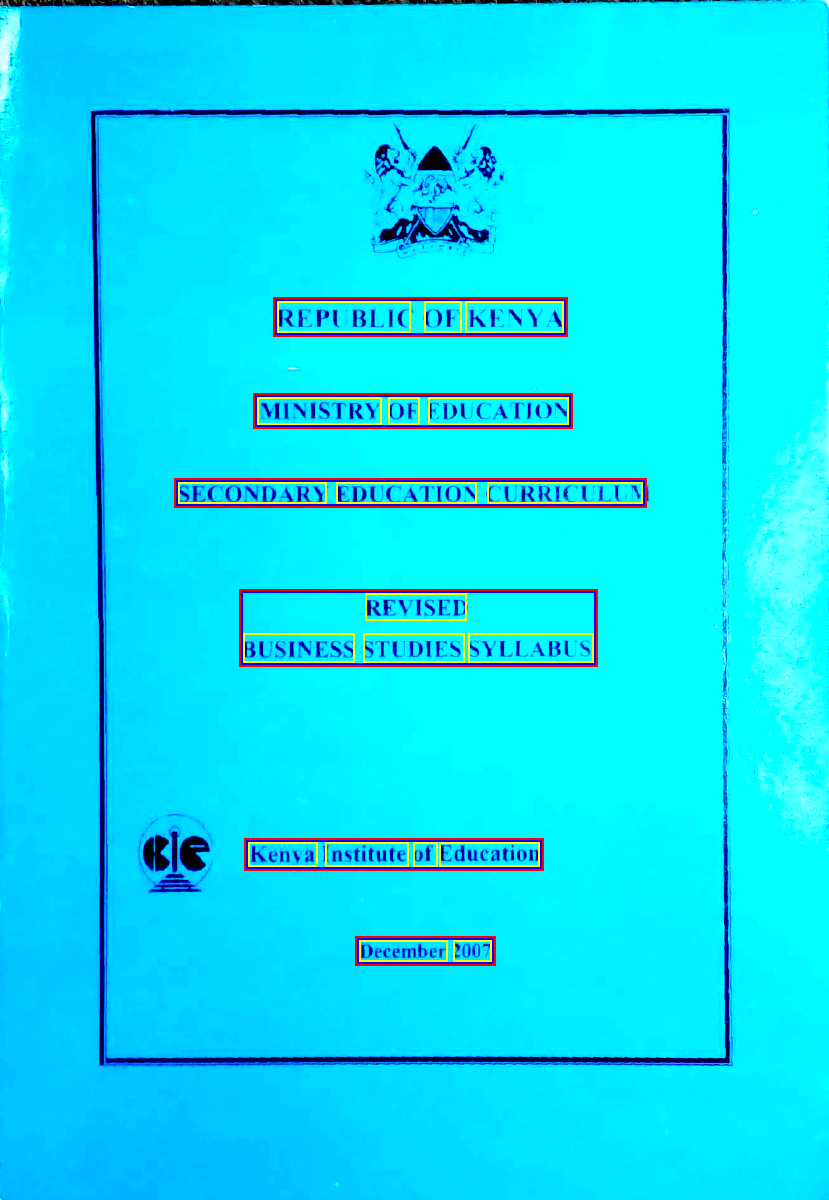 REPUBLIC OF KENYA
MINISTRY OF EDUCATION
SECONDARY EDUCATION CURRICULUM
REVISED
BUSINESS STUDIES SYLLABUS
KIE
Kenya Institute of Education
December 2007